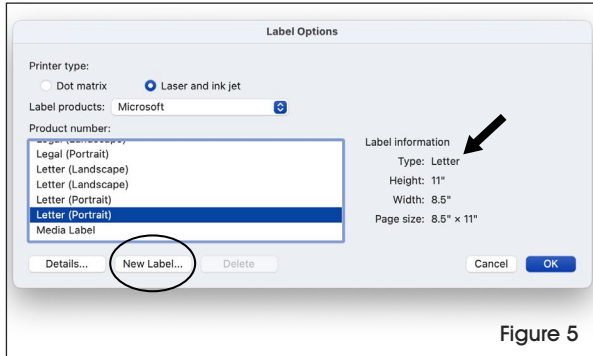 Label Options
Printer type:
Dot matrix
Laser and ink jet
Label products: Microsoft
Product number:
Legal (Landscape)
Legal (Portrait)
Letter (Landscape)
Letter (Landscape)
Letter (Portrait)
Letter (Portrait)
Media Label
Label information
Type: Letter
Height: 11"
Width: 8.5"
Page size: 8.5" × 11"
Details... New Label... Delete
Cancel OK
Figure 5